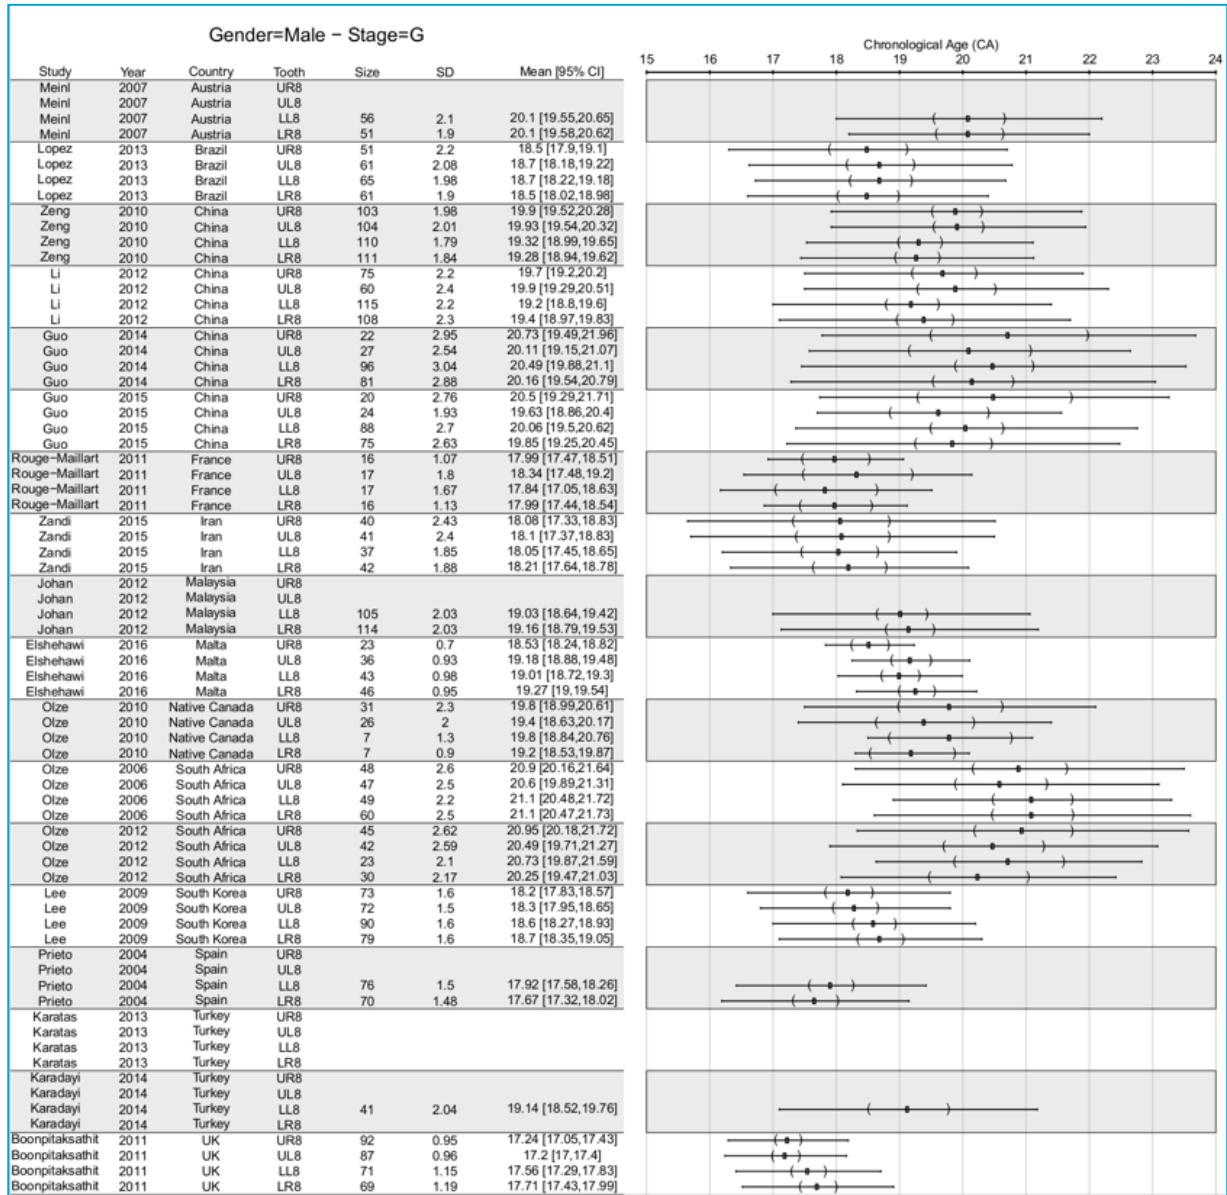 Gender=Male − Stage=G
Chronological Age (CA)
Study Year Country Tooth Size SD Mean [95% CI] 15 16 17 18 19 20 21 22 23 24
Meinl 2007 Austria UR8
Meinl 2007 Austria UL8
Meinl 2007 Austria LL8 56 2.1 20.1 [19.55,20.65]
Meinl 2007 Austria LR8 51 1.9 20.1 [19.58,20.62]
Lopez 2013 Brazil UR8 51 2.2 18.5 [17.9,19.1]
Lopez 2013 Brazil UL8 61 2.08 18.7 [18.18,19.22]
Lopez 2013 Brazil LL8 65 1.98 18.7 [18.22,19.18]
Lopez 2013 Brazil LR8 61 1.9 18.5 [18.02,18.98]
Zeng 2010 China UR8 103 1.98 19.9 [19.52,20.28]
Zeng 2010 China UL8 104 2.01 19.93 [19.54,20.32]
Zeng 2010 China LL8 110 1.79 19.32 [18.99,19.65]
Zeng 2010 China LR8 111 1.84 19.28 [18.94,19.62]
Li 2012 China UR8 75 2.2 19.7 [19.2,20.2]
Li 2012 China UL8 60 2.4 19.9 [19.29,20.51]
Li 2012 China LL8 115 2.2 19.2 [18.8,19.6]
Li 2012 China LR8 108 2.3 19.4 [18.97,19.83]
Guo 2014 China UR8 22 2.95 20.73 [19.49,21.96]
Guo 2014 China UL8 27 2.54 20.11 [19.15,21.07]
Guo 2014 China LL8 96 3.04 20.49 [19.88,21.1]
Guo 2014 China LR8 81 2.88 20.16 [19.54,20.79]
Guo 2015 China UR8 20 2.76 20.5 [19.29,21.71]
Guo 2015 China UL8 24 1.93 19.63 [18.86,20.4]
Guo 2015 China LL8 88 2.7 20.06 [19.5,20.62]
Guo 2015 China LR8 75 2.63 19.85 [19.25,20.45]
Rouge−Maillart 2011 France UR8 16 1.07 17.99 [17.47,18.51]
Rouge−Maillart 2011 France UL8 17 1.8 18.34 [17.48,19.2]
Rouge−Maillart 2011 France LL8 17 1.67 17.84 [17.05,18.63]
Rouge−Maillart 2011 France LR8 16 1.13 17.99 [17.44,18.54]
Zandi 2015 Iran UR8 40 2.43 18.08 [17.33,18.83]
Zandi 2015 Iran UL8 41 2.4 18.1 [17.37,18.83]
Zandi 2015 Iran LL8 37 1.85 18.05 [17.45,18.65]
Zandi 2015 Iran LR8 42 1.88 18.21 [17.64,18.78]
Johan 2012 Malaysia UR8
Johan 2012 Malaysia UL8
Johan 2012 Malaysia LL8 105 2.03 19.03 [18.64,19.42]
Johan 2012 Malaysia LR8 114 2.03 19.16 [18.79,19.53]
Elshehawi 2016 Malta UR8 23 0.7 18.53 [18.24,18.82]
Elshehawi 2016 Malta UL8 36 0.93 19.18 [18.88,19.48]
Elshehawi 2016 Malta LL8 43 0.98 19.01 [18.72,19.3]
Elshehawi 2016 Malta LR8 46 0.95 19.27 [19,19.54]
Olze 2010 Native Canada UR8 31 2.3 19.8 [18.99,20.61]
Olze 2010 Native Canada UL8 26 2 19.4 [18.63,20.17]
Olze 2010 Native Canada LL8 7 1.3 19.8 [18.84,20.76]
Olze 2010 Native Canada LR8 7 0.9 19.2 [18.53,19.87]
Olze 2006 South Africa UR8 48 2.6 20.9 [20.16,21.64]
Olze 2006 South Africa UL8 47 2.5 20.6 [19.89,21.31]
Olze 2006 South Africa LL8 49 2.2 21.1 [20.48,21.72]
Olze 2006 South Africa LR8 60 2.5 21.1 [20.47,21.73]
Olze 2012 South Africa UR8 45 2.62 20.95 [20.18,21.72]
Olze 2012 South Africa UL8 42 2.59 20.49 [19.71,21.27]
Olze 2012 South Africa LL8 23 2.1 20.73 [19.87,21.59]
Olze 2012 South Africa LR8 30 2.17 20.25 [19.47,21.03]
Lee 2009 South Korea UR8 73 1.6 18.2 [17.83,18.57]
Lee 2009 South Korea UL8 72 1.5 18.3 [17.95,18.65]
Lee 2009 South Korea LL8 90 1.6 18.6 [18.27,18.93]
Lee 2009 South Korea LR8 79 1.6 18.7 [18.35,19.05]
Prieto 2004 Spain UR8
Prieto 2004 Spain UL8
Prieto 2004 Spain LL8 76 1.5 17.92 [17.58,18.26]
Prieto 2004 Spain LR8 70 1.48 17.67 [17.32,18.02]
Karatas 2013 Turkey UR8
Karatas 2013 Turkey UL8
Karatas 2013 Turkey LL8
Karatas 2013 Turkey LR8
Karadayi 2014 Turkey UR8
Karadayi 2014 Turkey UL8
Karadayi 2014 Turkey LL8 41 2.04 19.14 [18.52,19.76]
Karadayi 2014 Turkey LR8
Boonpitaksathit 2011 UK UR8 92 0.95 17.24 [17.05,17.43]
Boonpitaksathit 2011 UK UL8 87 0.96 17.2 [17,17.4]
Boonpitaksathit 2011 UK LL8 71 1.15 17.56 [17.29,17.83]
Boonpitaksathit 2011 UK LR8 69 1.19 17.71 [17.43,17.99]